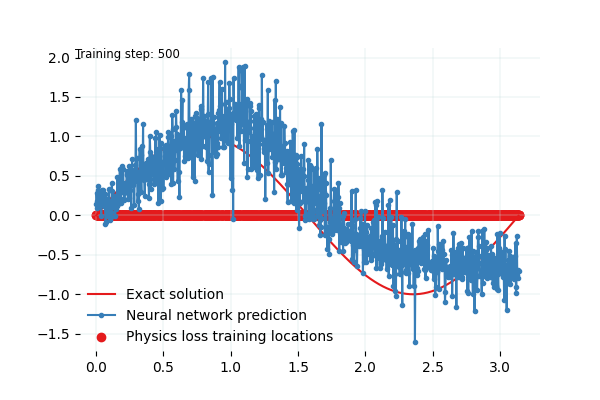 Training step: 500
2.0
1.5
1.0
0.5
0.0
−0.5
−1.0
−1.5
Exact solution
Neural network prediction
Physics loss training locations
0.0 0.5 1.0 1.5 2.0 2.5 3.0